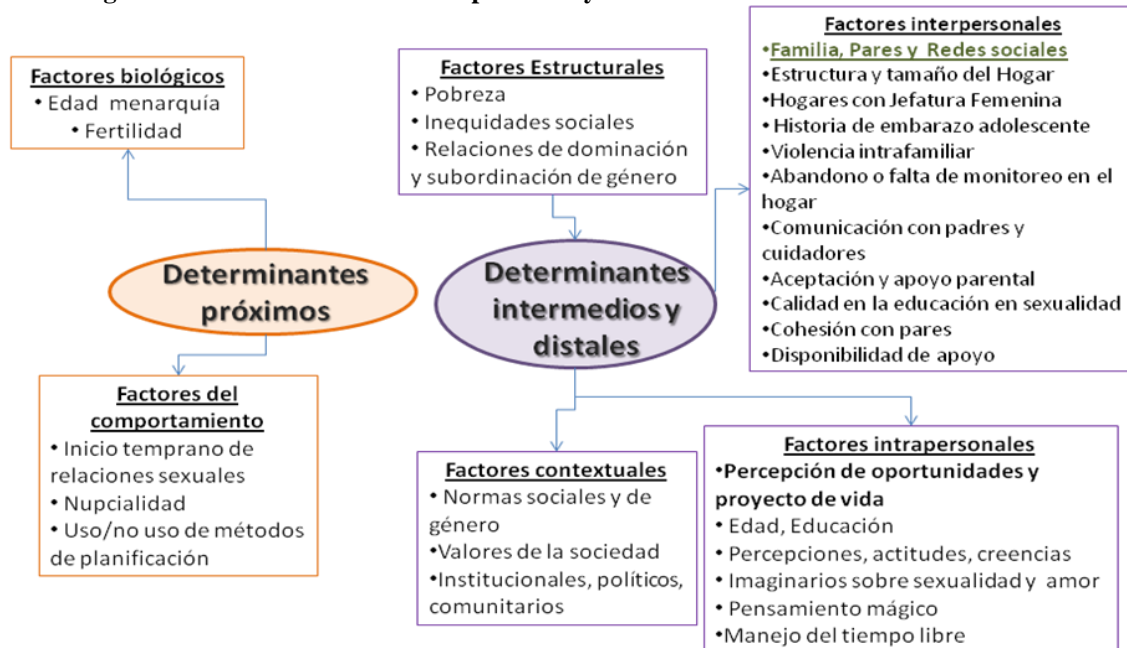 Factores biológicos
• Edad menarquía
• Fertilidad
Determinantes
próximos
Factores del
comportamiento
• Inicio temprano de
relaciones sexuales
• Nupcialidad
• Uso/no uso de métodos
de planificación
Factores Estructurales
• Pobreza
• Inequidades sociales
• Relaciones de dominación
y subordinación de género
Determinantes
intermedios y
distales
Factores interpersonales
•Familia, Pares y Redes sociales
•Estructura y tamaño del Hogar
•Hogares con Jefatura Femenina
• Historia de embarazo adolescente
•Violencia intrafamiliar
•Abandono o falta de monitoreo en el
hogar
•Comunicación con padres y
cuidadores
•Aceptación y apoyo parental
•Calidad en la educación en sexualidad
•Cohesión con pares
•Disponibilidad de apoyo
Factores contextuales
• Normas sociales y de
género
•Valores de la sociedad
•Institucionales, políticos,
comunitarios
Factores intrapersonales
•Percepción de oportunidades y
proyecto de vida
• Edad, Educación
• Percepciones, actitudes, creencias
• Imaginarios sobre sexualidad y amor
• Pensamiento mágico
•Manejo del tiempo libre